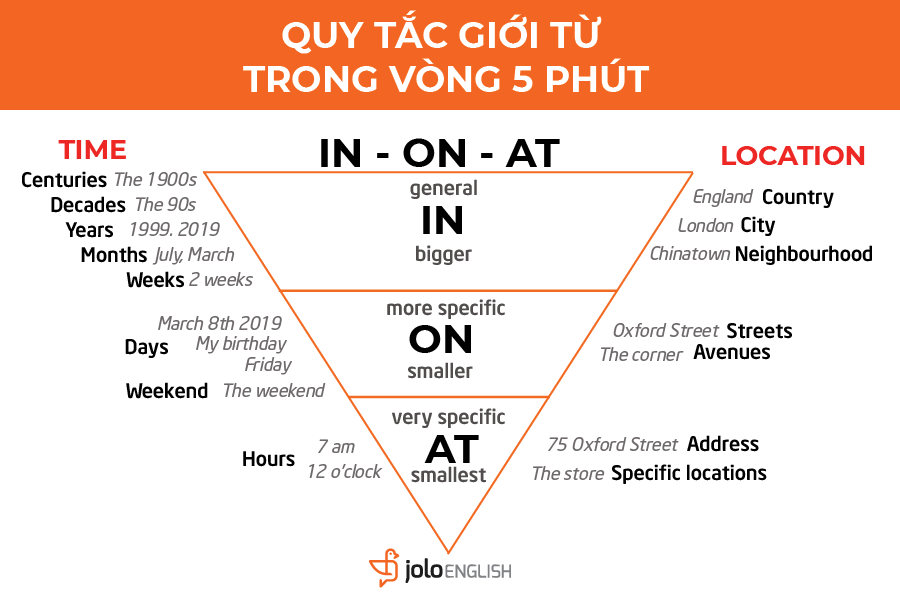 QUY TẮC GIỚI TỪ
TRONG VÒNG 5 PHÚT
TIME
IN - ON - AT
LOCATION
Centuries The 1900s
Decades The 90s
Years 1999. 2019
Months July, March
Weeks 2 weeks
general
IN
bigger
England Country
London City
Chinatown Neighbourhood
March 8th 2019
Days My birthday
Friday
Weekend The weekend
more specific
ON
smaller
Oxford Street Streets
The corner Avenues
Hours 7 am
12 o'clock
very specific
AT
smallest
75 Oxford Street Address
The store Specific locations
jolo ENGLISH